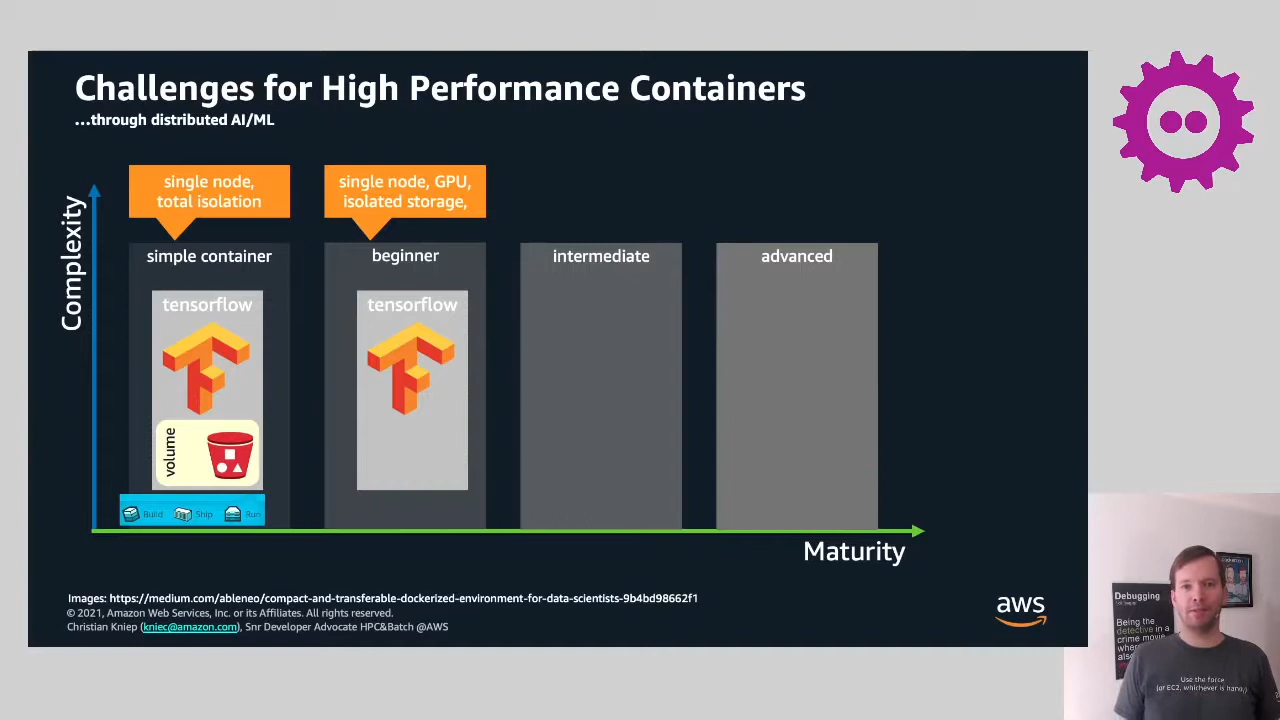 Challenges for High Performance Containers
...through distributed AI/ML
single node,
total isolation
single node, GPU,
isolated storage,
Complexity
simple container
beginner
intermediate
advanced
tensorflow
tensorflow
volume
Build
Ship
Run
Maturity
Images: https://medium.com/ableneo/compact-and-transferable-dockerized-environment-for-data-scientists-9b4bd98662f1
© 2021, Amazon Web Services, Inc. or its Affiliates. All rights reserved.
Christian Kniep (kniec@amazon.com), Snr Developer Advocate HPC&Batch @AWS
aws
Debugging
Being the
detective in a
crime movie
where
also
Use the force
(or EC2, whichever is handy)